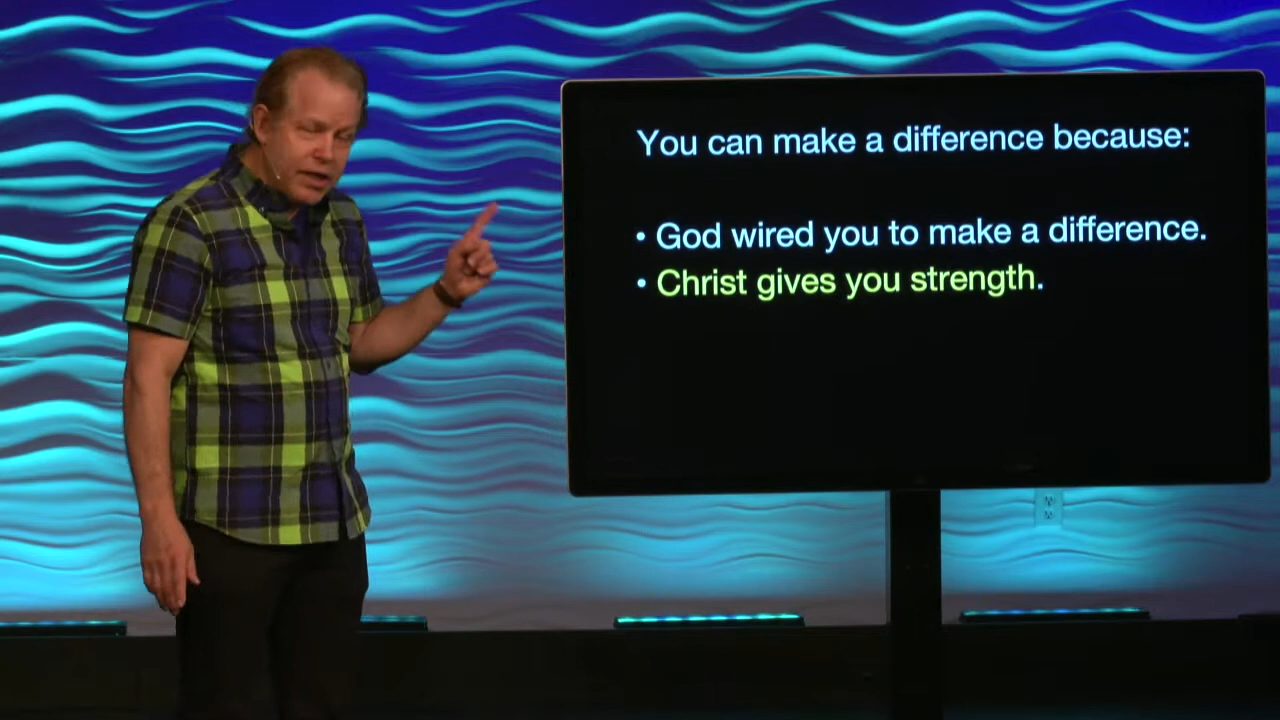 You can make a difference because:
• God wired you to make a difference.
• Christ gives you strength.